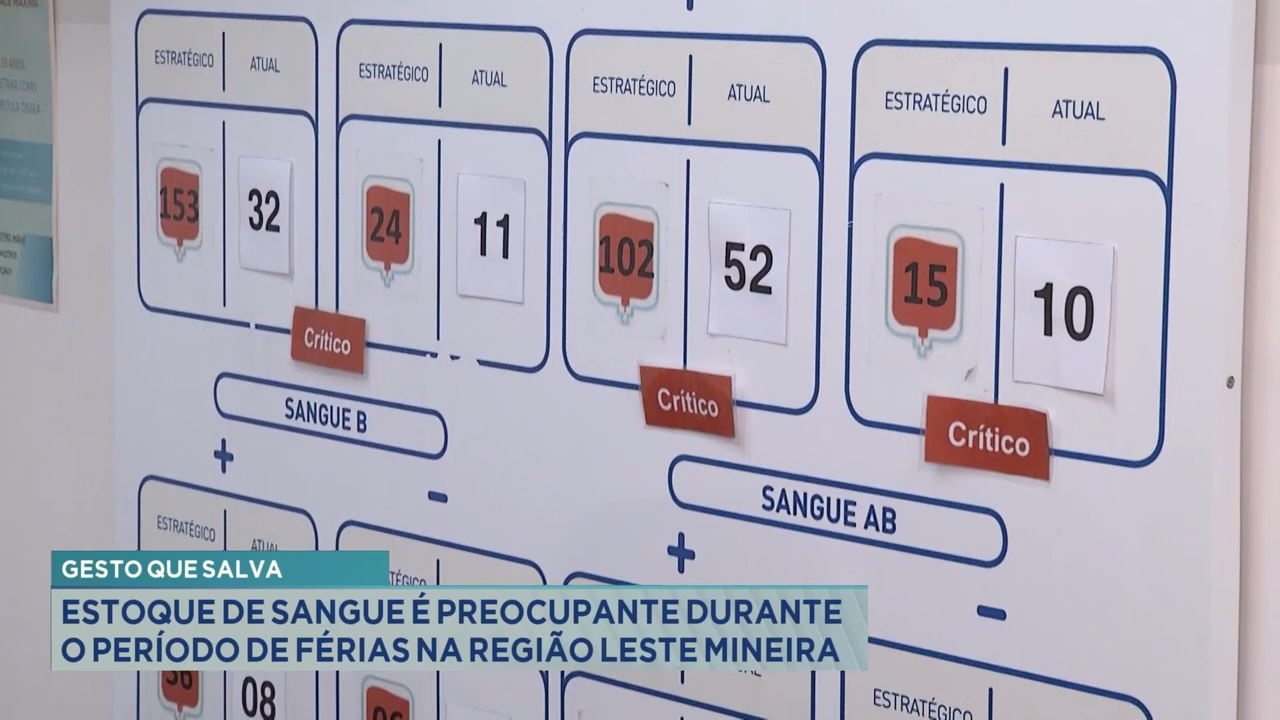 ESTRATÉGICO ATUAL
153 32
ESTRATÉGICO ATUAL
24 11
Crítico
ESTRATÉGICO ATUAL
102 52
Crítico
ESTRATÉGICO ATUAL
15 10
Crítico
SANGUE B
+ -
SANGUE AB
+ -
ESTRATÉGICO ATUAL
08
ESTRATÉGICO
GESTO QUE SALVA
ESTOQUE DE SANGUE É PREOCUPANTE DURANTE
O PERÍODO DE FÉRIAS NA REGIÃO LESTE MINEIRA